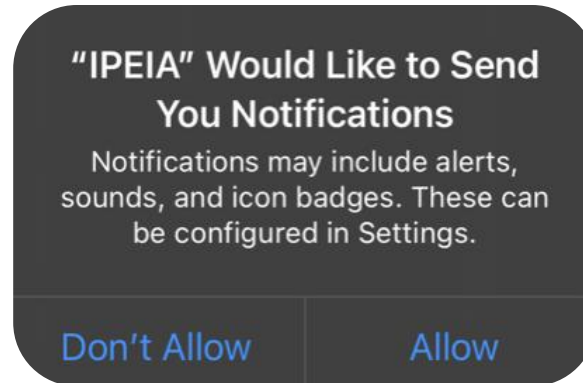 “IPEIA” Would Like to Send
You Notifications
Notifications may include alerts,
sounds, and icon badges. These can
be configured in Settings.
Don’t Allow
Allow